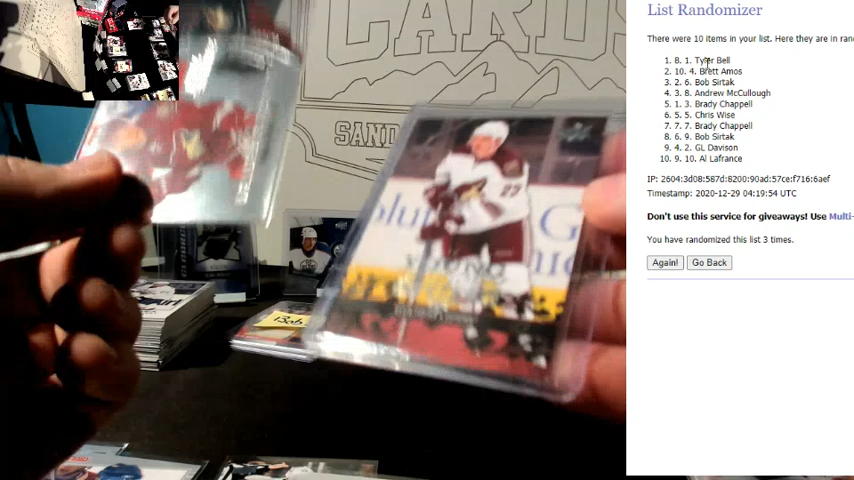 List Randomizer
There were 10 items in your list. Here they are in ran
1. 8. 1. Tyler Bell
2. 10. 4. Brett Amos
3. 2. 6. Bob Sirtak
4. 3. 8. Andrew McCullough
5. 1. 3. Brady Chappell
6. 5. 5. Chris Wise
7. 7. 7. Brady Chappell
8. 6. 9. Bob Sirtak
9. 4. 2. GL Davison
10. 9. 10. Al Lafrance
IP: 2604:3d08:587d:8200:90ad:57ce:f716:6aef
Timestamp: 2020-12-29 04:19:54 UTC
Don't use this service for giveaways! Use Multi-
You have randomized this list 3 times.
Again!
Go Back
CARDS
SAND
Bob
27